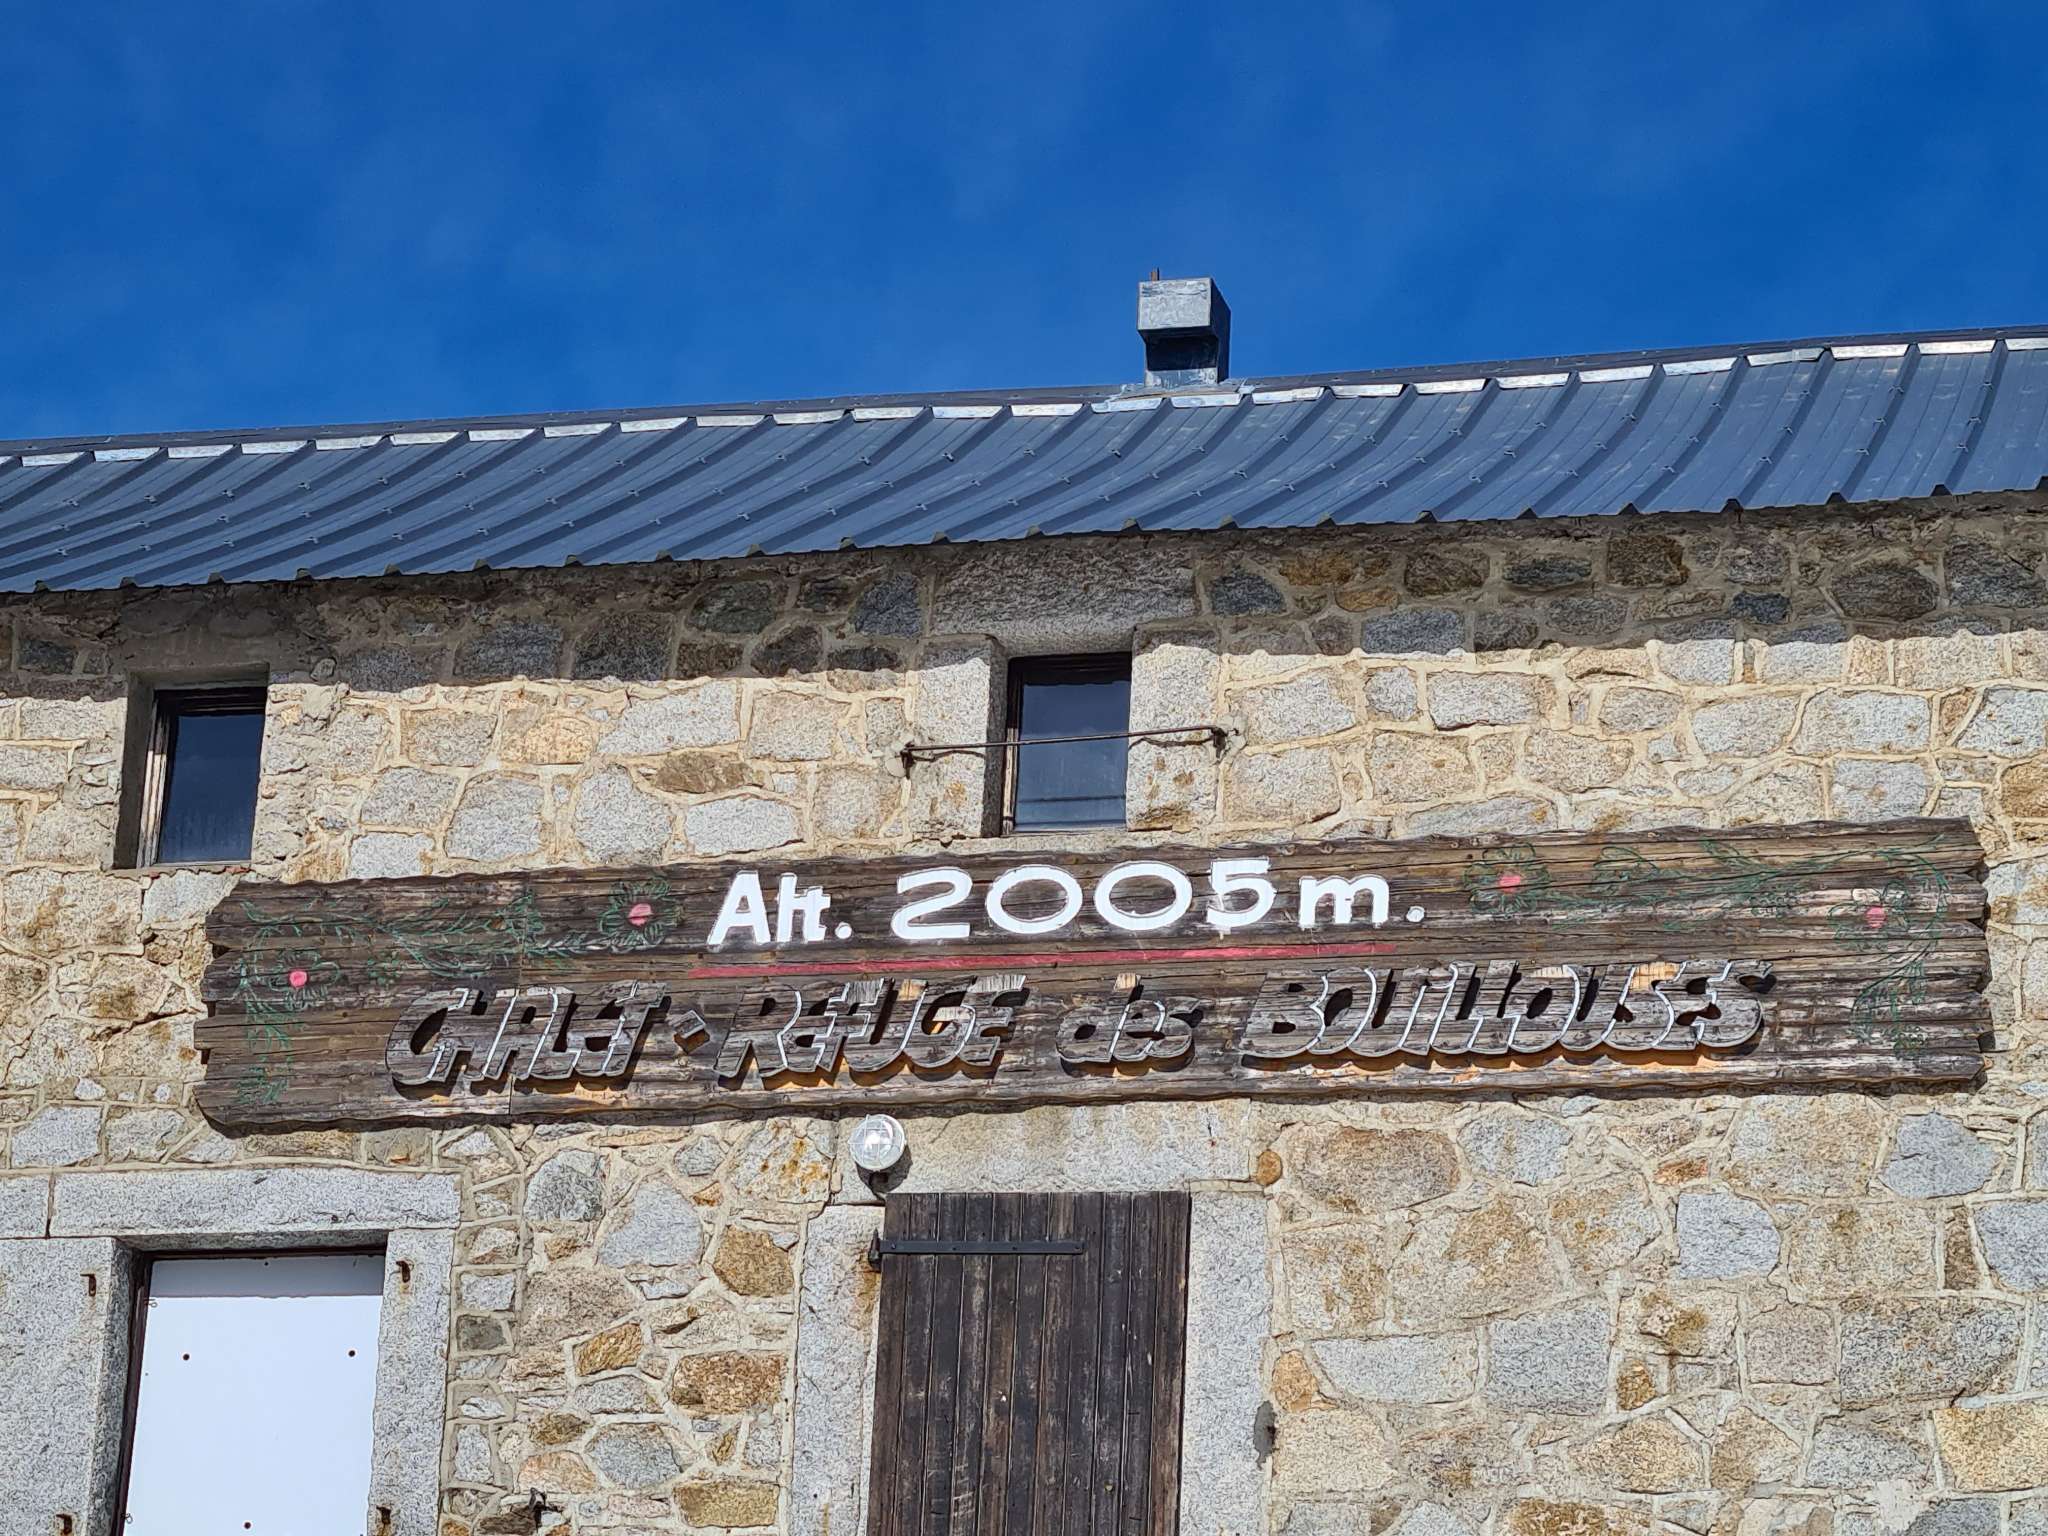 Alt. 2005 m.
CHALET-REFUGE des BOUILLOUSES